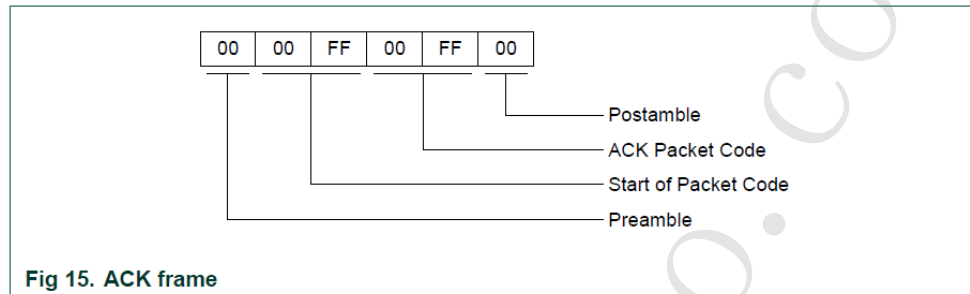 00 00 FF 00 FF 00
Postamble
ACK Packet Code
Start of Packet Code
Preamble
Fig 15. ACK frame
o.co